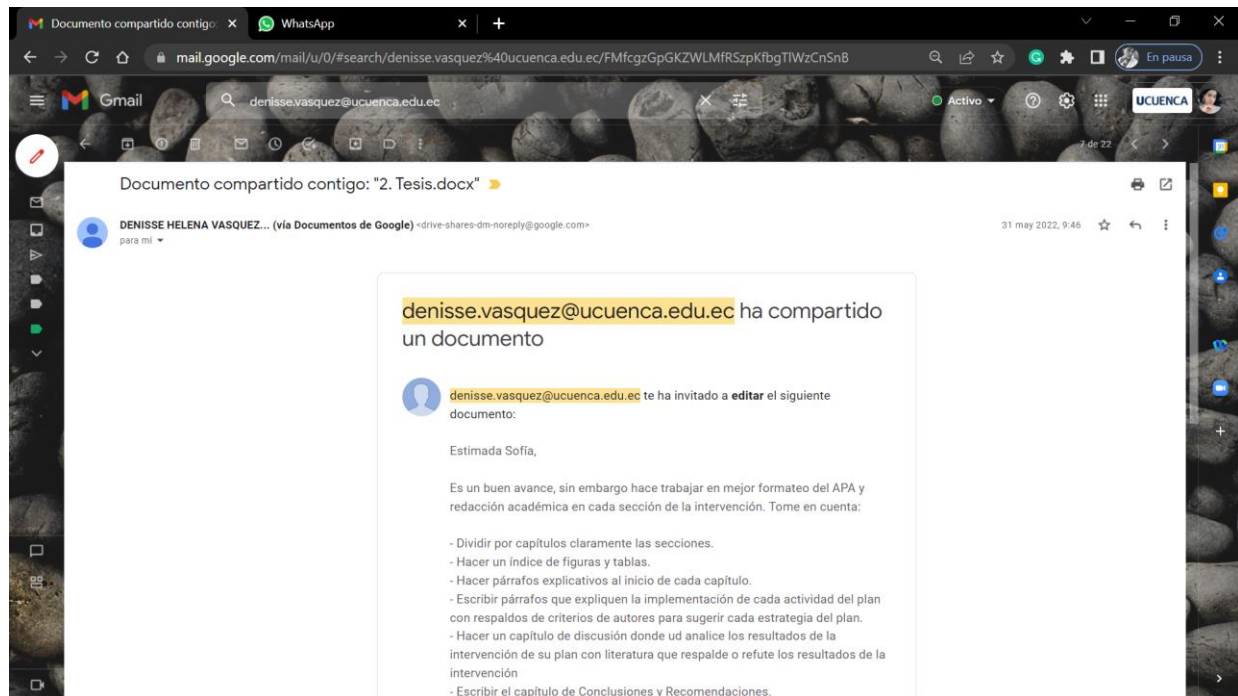 Documento compartido contigo:
WhatsApp
mail.google.com/mail/u/0/#search/denisse.vasquez%40ucuenca.edu.ec/FMfcgzGpGKZWLMfRSzpKfbgTlWzCnSnB
En pausa
Gmail
denisse.vasquez@ucuenca.edu.ec
Activo
UCUENCA
7 de 22
Documento compartido contigo: "2. Tesis.docx"
DENISSE HELENA VASQUEZ... (vía Documentos de Google) <drive-shares-dm-noreply@google.com>
31 may 2022, 9:46
para mí
denisse.vasquez@ucuenca.edu.ec ha compartido
un documento
denisse.vasquez@ucuenca.edu.ec te ha invitado a editar el siguiente
documento:
Estimada Sofía,
Es un buen avance, sin embargo hace trabajar en mejor formateo del APA y
redacción académica en cada sección de la intervención. Tome en cuenta:
- Dividir por capítulos claramente las secciones.
- Hacer un índice de figuras y tablas.
- Hacer párrafos explicativos al inicio de cada capítulo.
- Escribir párrafos que expliquen la implementación de cada actividad del plan
con respaldos de criterios de autores para sugerir cada estrategia del plan.
- Hacer un capítulo de discusión donde ud analice los resultados de la
intervención de su plan con literatura que respalde o refute los resultados de la
intervención
- Escribir el capítulo de Conclusiones y Recomendaciones.